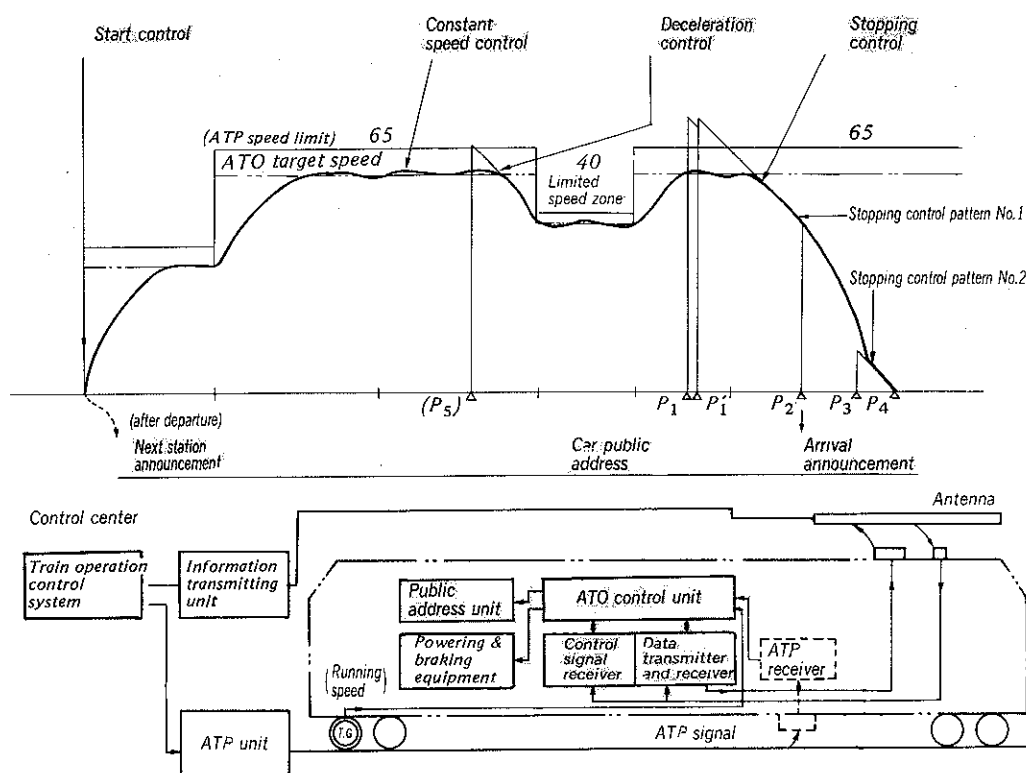 Start control
Constant
speed control
Deceleration
control
Stopping
control
(ATP speed limit) 65
ATO target speed
40
Limited
speed zone
65
Stopping control pattern No.1
Stopping control pattern No.2
(P5)
P1
P1′
P2
P3
P4
(after departure)
Next station
announcement
Car public
address
Arrival
announcement
Control center
Antenna
Train operation
control
system
Information
transmitting
unit
Public
address unit
ATO control unit
Powering &
braking
equipment
Control
signal
receiver
Data
transmitter
and receiver
ATP
receiver
(Running
speed)
T.G
ATP unit
ATP signal